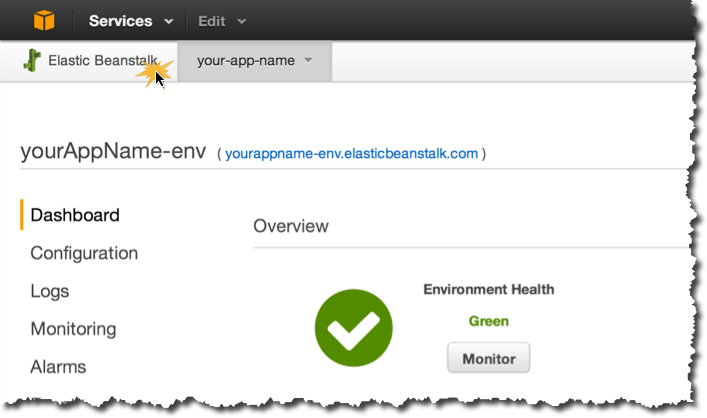 Services Edit
Elastic Beanstalk your-app-name
yourAppName-env ( yourappname-env.elasticbeanstalk.com )
Dashboard
Overview
Configuration
Environment Health
Logs
Green
Monitoring
Monitor
Alarms